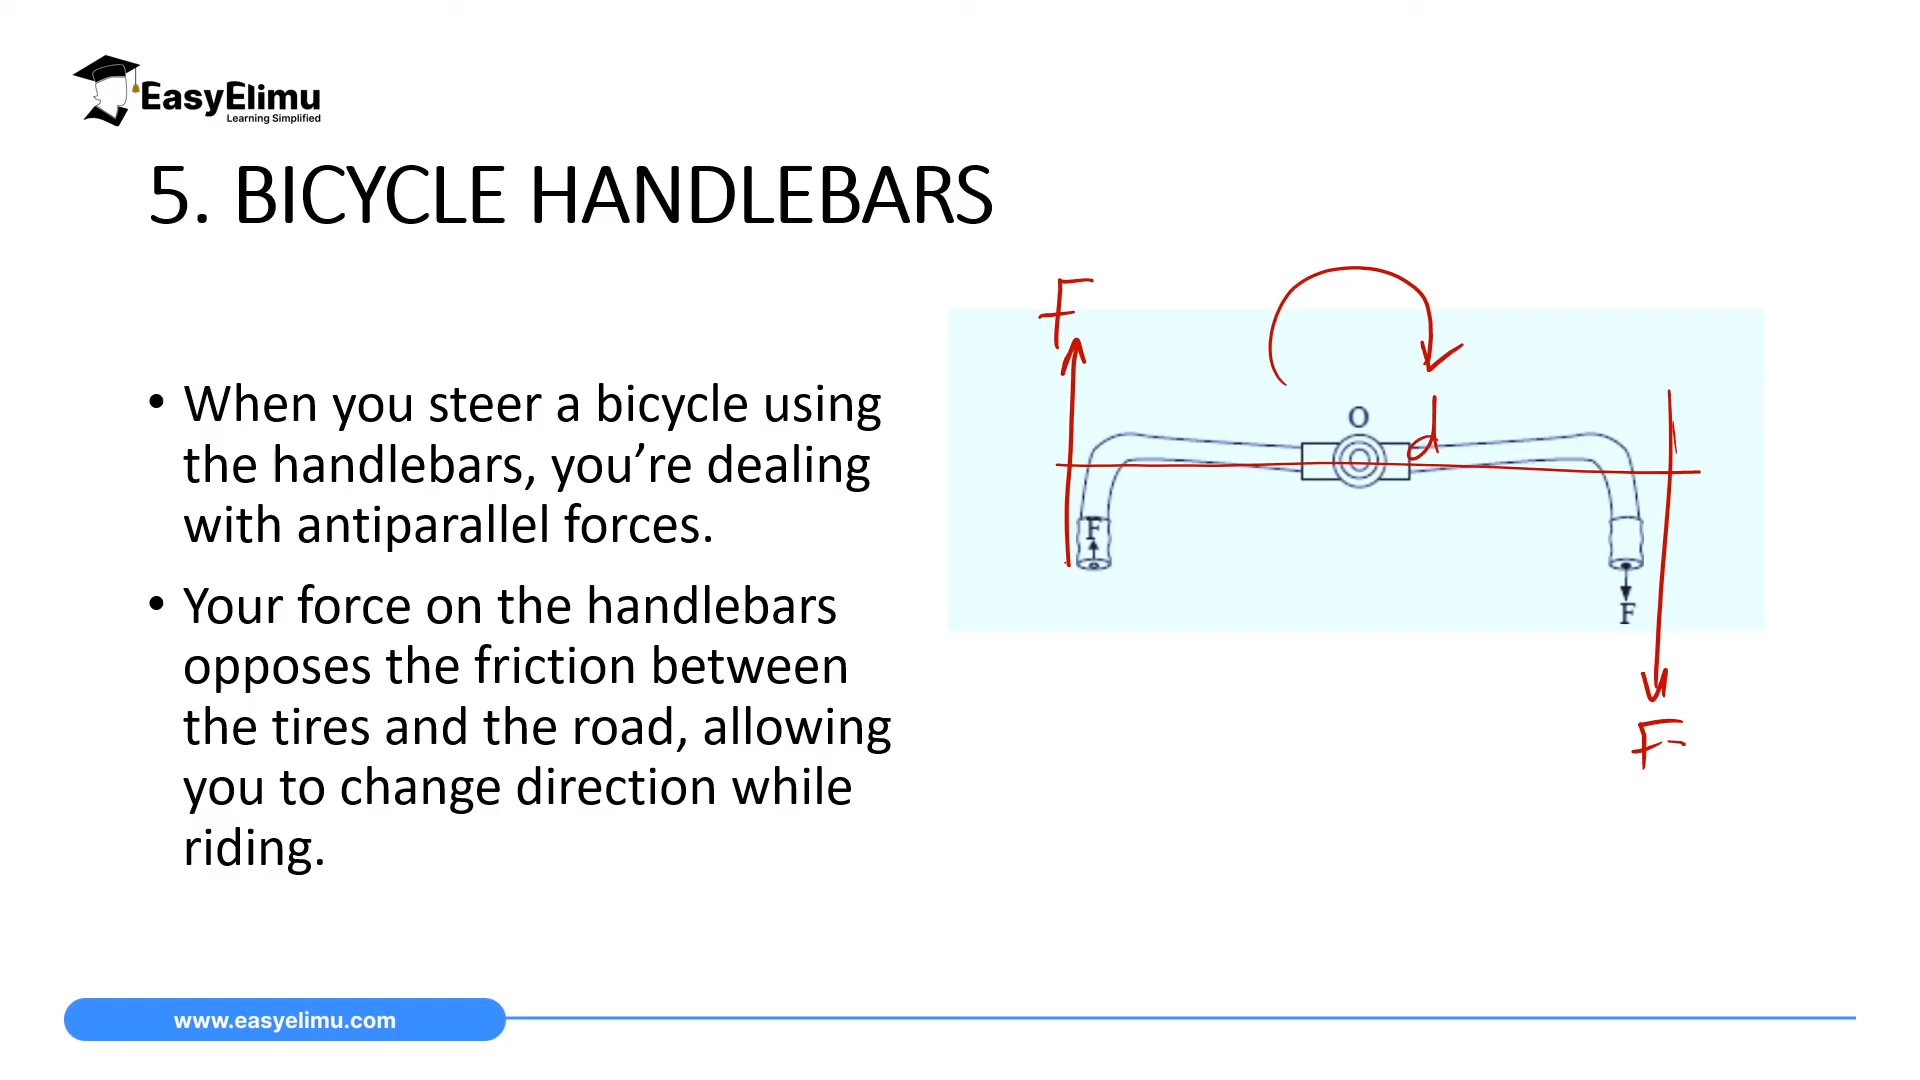 EasyElimu
Learning Simplified
5. BICYCLE HANDLEBARS
• When you steer a bicycle using
the handlebars, you’re dealing
with antiparallel forces.
• Your force on the handlebars
opposes the friction between
the tires and the road, allowing
you to change direction while
riding.
F
O
d
F
F
F
www.easyelimu.com